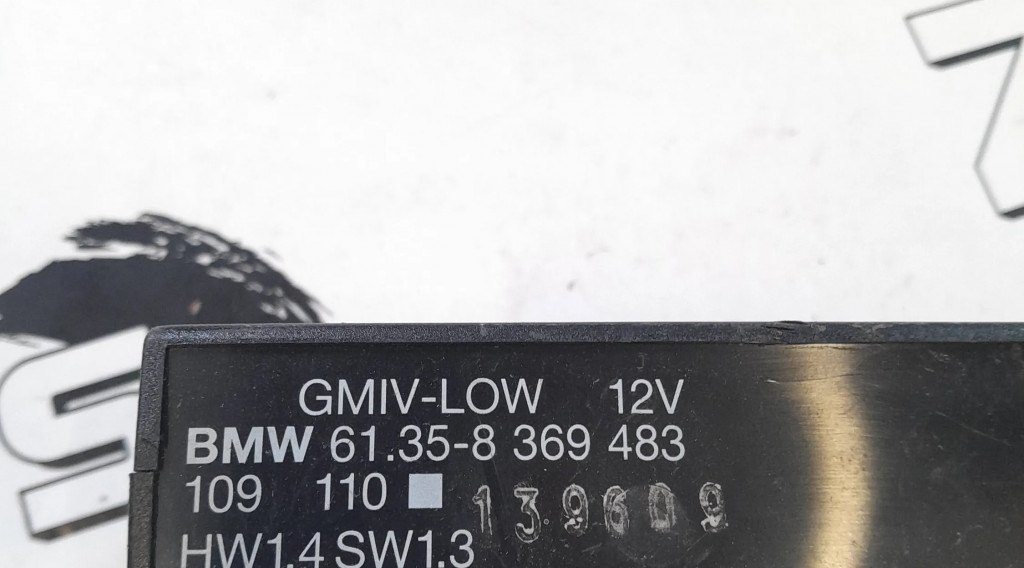 GMIV-LOW 12V
BMW 61.35-8 369 483
109 110 139609
HW1.4 SW1.3